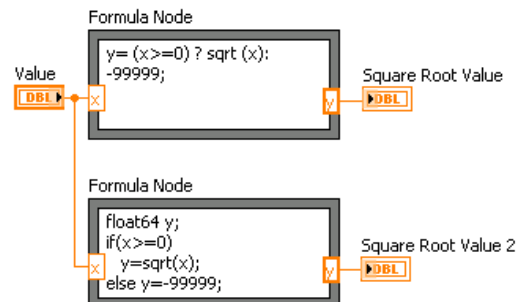 Formula Node
y= (x>=0) ? sqrt (x):
-99999;
Value
DBL
x
y
Square Root Value
DBL
Formula Node
float64 y;
if(x>=0)
y=sqrt(x);
else y=-99999;
x
y
Square Root Value 2
DBL